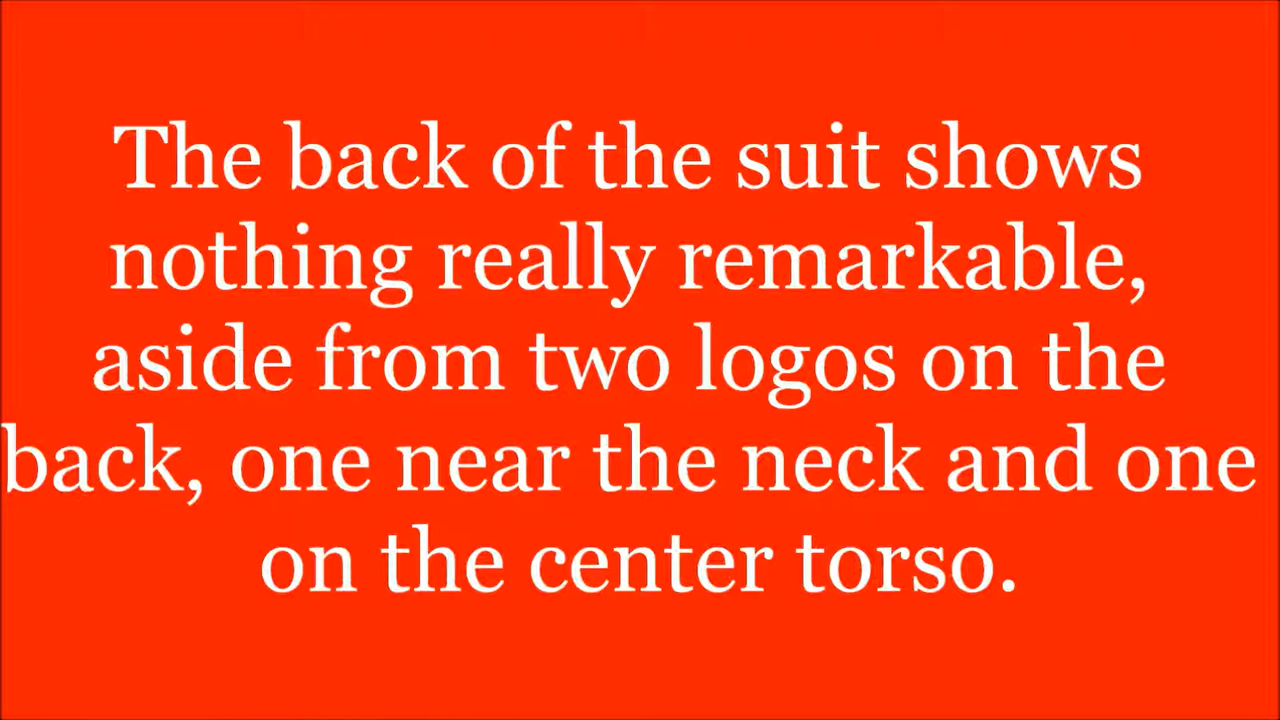 The back of the suit shows
nothing really remarkable,
aside from two logos on the
back, one near the neck and one
on the center torso.